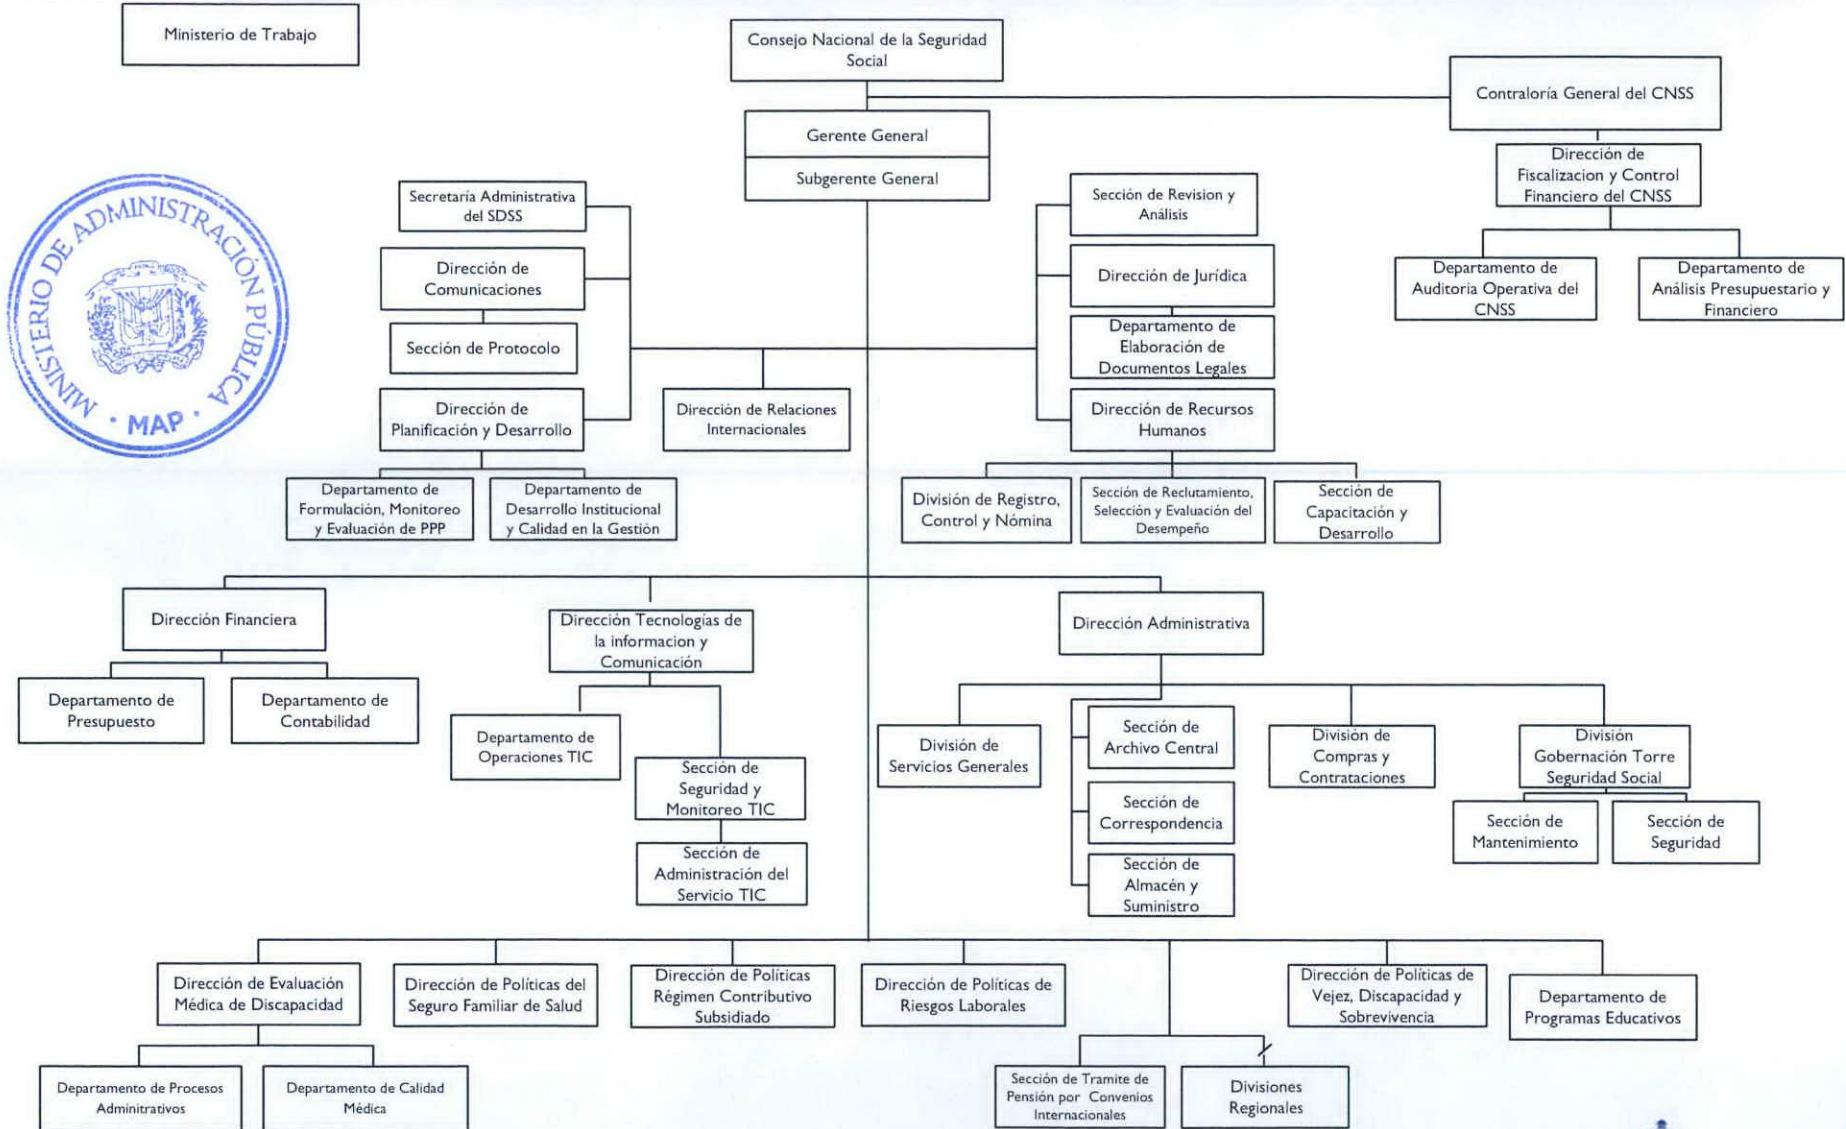 Ministerio de Trabajo
Consejo Nacional de la Seguridad
Social
Contraloría General del CNSS
Gerente General
Subgerente General
Dirección de
Fiscalizacion y Control
Financiero del CNSS
Departamento de
Auditoria Operativa del
CNSS
Departamento de
Análisis Presupuestario y
Financiero
MINISTERIO DE ADMINISTRACIÓN PÚBLICA
· MAP ·
Secretaría Administrativa
del SDSS
Dirección de
Comunicaciones
Sección de Protocolo
Dirección de
Planificación y Desarrollo
Dirección de Relaciones
Internacionales
Sección de Revision y
Análisis
Dirección de Jurídica
Departamento de
Elaboración de
Documentos Legales
Dirección de Recursos
Humanos
Departamento de
Formulación, Monitoreo
y Evaluación de PPP
Departamento de
Desarrollo Institucional
y Calidad en la Gestión
División de Registro,
Control y Nómina
Sección de Reclutamiento,
Selección y Evaluación del
Desempeño
Sección de
Capacitación y
Desarrollo
Dirección Financiera
Dirección Tecnologías de
la informacion y
Comunicación
Dirección Administrativa
Departamento de
Presupuesto
Departamento de
Contabilidad
Departamento de
Operaciones TIC
Sección de
Seguridad y
Monitoreo TIC
Sección de
Administración del
Servicio TIC
División de
Servicios Generales
Sección de
Archivo Central
Sección de
Correspondencia
Sección de
Almacén y
Suministro
División de
Compras y
Contrataciones
División
Gobernación Torre
Seguridad Social
Sección de
Mantenimiento
Sección de
Seguridad
Dirección de Evaluación
Médica de Discapacidad
Dirección de Políticas del
Seguro Familiar de Salud
Dirección de Políticas
Régimen Contributivo
Subsidiado
Dirección de Políticas de
Riesgos Laborales
Dirección de Políticas de
Vejez, Discapacidad y
Sobrevivencia
Departamento de
Programas Educativos
Departamento de Procesos
Adminitrativos
Departamento de Calidad
Médica
Sección de Tramite de
Pensión por Convenios
Internacionales
Divisiones
Regionales